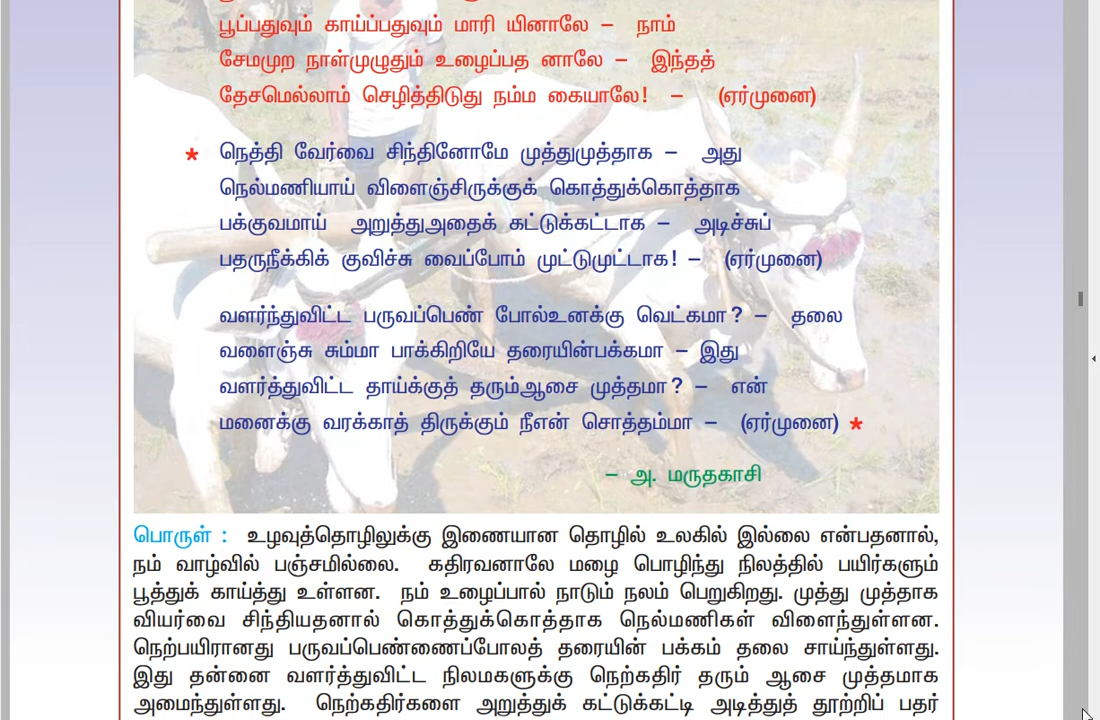 பூப்பதுவும் காய்ப்பதுவும் மாரி யினாலே – நாம்
சேமமுற நாள்முழுதும் உழைப்பத னாலே – இந்தத்
தேசமெல்லாம் செழித்திடுது நம்ம கையாலே! – (ஏர்முனை)
* நெத்தி வேர்வை சிந்தினோமே முத்துமுத்தாக – அது
நெல்மணியாய் விளைஞ்சிருக்குக் கொத்துக்கொத்தாக
பக்குவமாய் அறுத்துஅதைக் கட்டுக்கட்டாக – அடிச்சுப்
பதருநீக்கிக் குவிச்சு வைப்போம் முட்டுமுட்டாக! – (ஏர்முனை)
வளர்ந்துவிட்ட பருவப்பெண் போல்உனக்கு வெட்கமா? – தலை
வளைஞ்சு சும்மா பாக்கிறியே தரையின்பக்கமா – இது
வளர்த்துவிட்ட தாய்க்குத் தரும்ஆசை முத்தமா? – என்
மனைக்கு வரக்காத் திருக்கும் நீஎன் சொத்தம்மா – (ஏர்முனை) *
– அ. மருதகாசி
பொருள் : உழவுத்தொழிலுக்கு இணையான தொழில் உலகில் இல்லை என்பதனால்,
நம் வாழ்வில் பஞ்சமில்லை. கதிரவனாலே மழை பொழிந்து நிலத்தில் பயிர்களும்
பூத்துக் காய்த்து உள்ளன. நம் உழைப்பால் நாடும் நலம் பெறுகிறது. முத்து முத்தாக
வியர்வை சிந்தியதனால் கொத்துக்கொத்தாக நெல்மணிகள் விளைந்துள்ளன.
நெற்பயிரானது பருவப்பெண்ணைப்போலத் தரையின் பக்கம் தலை சாய்ந்துள்ளது.
இது தன்னை வளர்த்துவிட்ட நிலமகளுக்கு நெற்கதிர் தரும் ஆசை முத்தமாக
அமைந்துள்ளது. நெற்கதிர்களை அறுத்துக் கட்டுக்கட்டி அடித்துத் தூற்றிப் பதர்